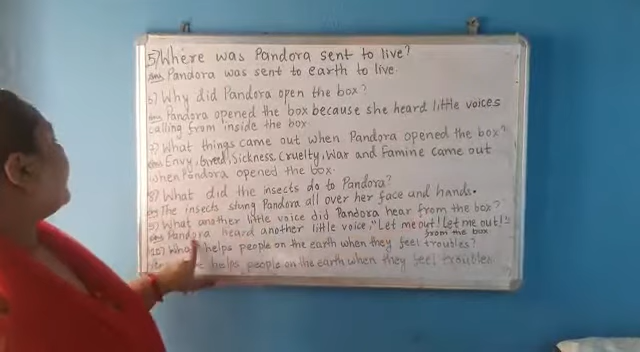 5) Where was Pandora sent to live?
Ans Pandora was sent to earth to live.
6) Why did Pandora open the box?
Ans Pandora opened the box because she heard little voices
calling from inside the box.
7) What things came out when Pandora opened the box?
Ans Envy, Greed, Sickness, Cruelty, War and Famine came out
when Pandora opened the box.
8) What did the insects do to Pandora?
Ans The insects stung Pandora all over her face and hands.
9) What another little voice did Pandora hear from the box?
Ans Pandora heard another little voice. "Let me out! Let me out!"
from the box
10) What helps people on the earth when they feel troubles?
helps people on the earth when they feel troubles